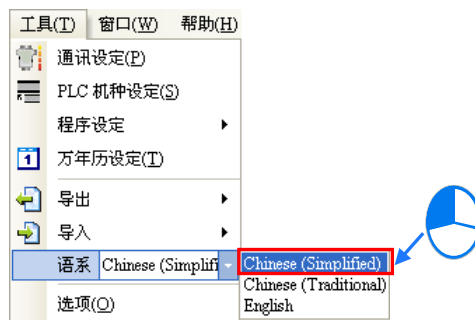 工具(T) 窗口(W) 帮助(H)
通讯设定(P)
PLC 机种设定(S)
程序设定
1 万年历设定(T)
导出
导入
语系 Chinese (Simplifi Chinese (Simplified)
Chinese (Traditional)
选项(O) English